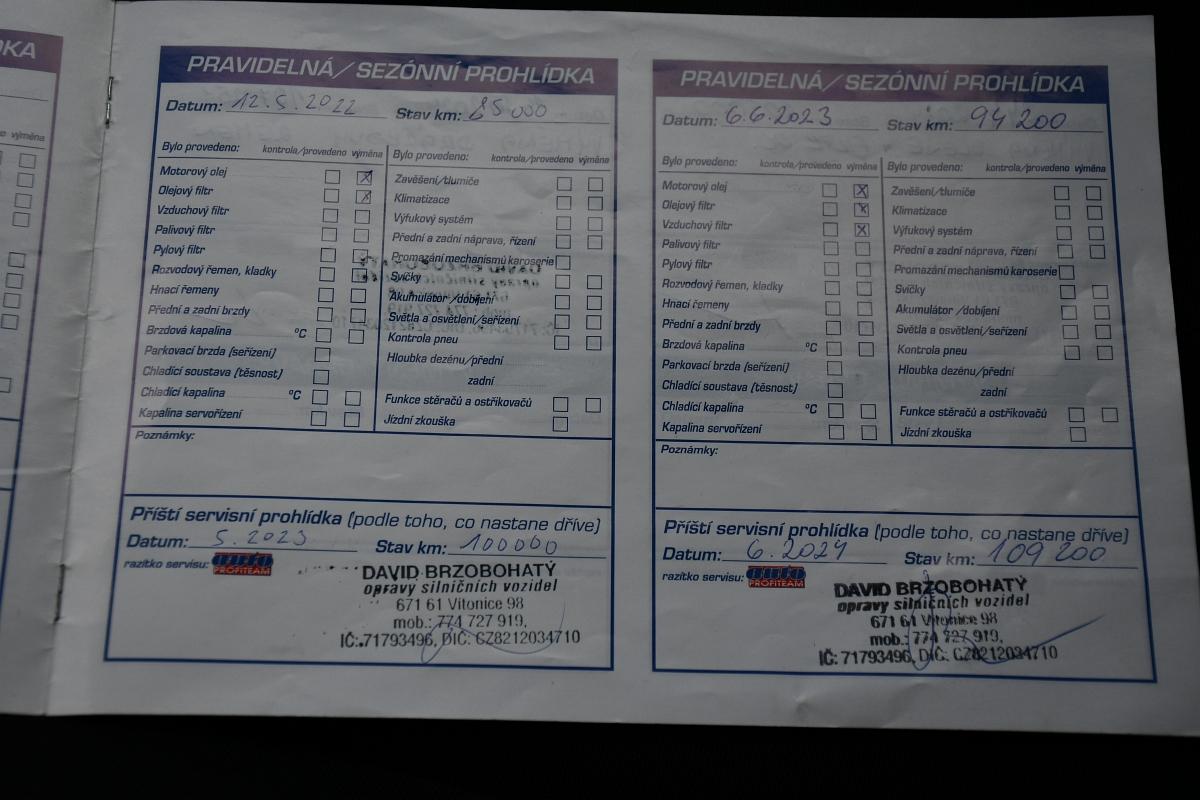 KA
výměna
PRAVIDELNÁ/SEZÓNNÍ PROHLÍDKA
Datum: 12.5.2022 Stav km: 85 000
Bylo provedeno: kontrola/provedeno výměna
Motorový olej
Olejový filtr
Vzduchový filtr
Palivový filtr
Pylový filtr
Rozvodový řemen, kladky
Hnací řemeny
Přední a zadní brzdy
Brzdová kapalina °C
Parkovací brzda (seřízení)
Chladící soustava (těsnost)
Chladící kapalina °C
Kapalina servořízení
Bylo provedeno: kontrola/provedeno výměna
Zavěšení/tlumiče
Klimatizace
Výfukový systém
Přední a zadní náprava, řízení
Promazání mechanismů karoserie
Svíčky
Akumulátor /dobíjení
Světla a osvětlení/seřízení
Kontrola pneu
Hloubka dezénu/přední
zadní
Funkce stěračů a ostřikovačů
Jízdní zkouška
Poznámky:
Příští servisní prohlídka (podle toho, co nastane dříve)
Datum: 5.2023 Stav km: 100000
razítko servisu: auto PROFITEAM
DAVID BRZOBOHATÝ
opravy silničních vozidel
671 61 Vítonice 98
mob.: 774 727 919,
IČ:.71793496, DIČ: CZ8212034710
PRAVIDELNÁ/SEZÓNNÍ PROHLÍDKA
Datum: 6.6.2023 Stav km: 94 200
Bylo provedeno: kontrola/provedeno výměna
Motorový olej
Olejový filtr
Vzduchový filtr
Palivový filtr
Pylový filtr
Rozvodový řemen, kladky
Hnací řemeny
Přední a zadní brzdy
Brzdová kapalina °C
Parkovací brzda (seřízení)
Chladící soustava (těsnost)
Chladící kapalina °C
Kapalina servořízení
Bylo provedeno: kontrola/provedeno výměna
Zavěšení/tlumiče
Klimatizace
Výfukový systém
Přední a zadní náprava, řízení
Promazání mechanismů karoserie
Svíčky
Akumulátor /dobíjení
Světla a osvětlení/seřízení
Kontrola pneu
Hloubka dezénu/přední
zadní
Funkce stěračů a ostřikovačů
Jízdní zkouška
Poznámky:
Příští servisní prohlídka (podle toho, co nastane dříve)
Datum: 6.2024 Stav km: 109 200
razítko servisu: auto PROFITEAM
DAVID BRZOBOHATÝ
opravy silničních vozidel
671 61 Vítonice 98
mob.: 774 727 919,
IČ: 71793496, DIČ: CZ8212034710